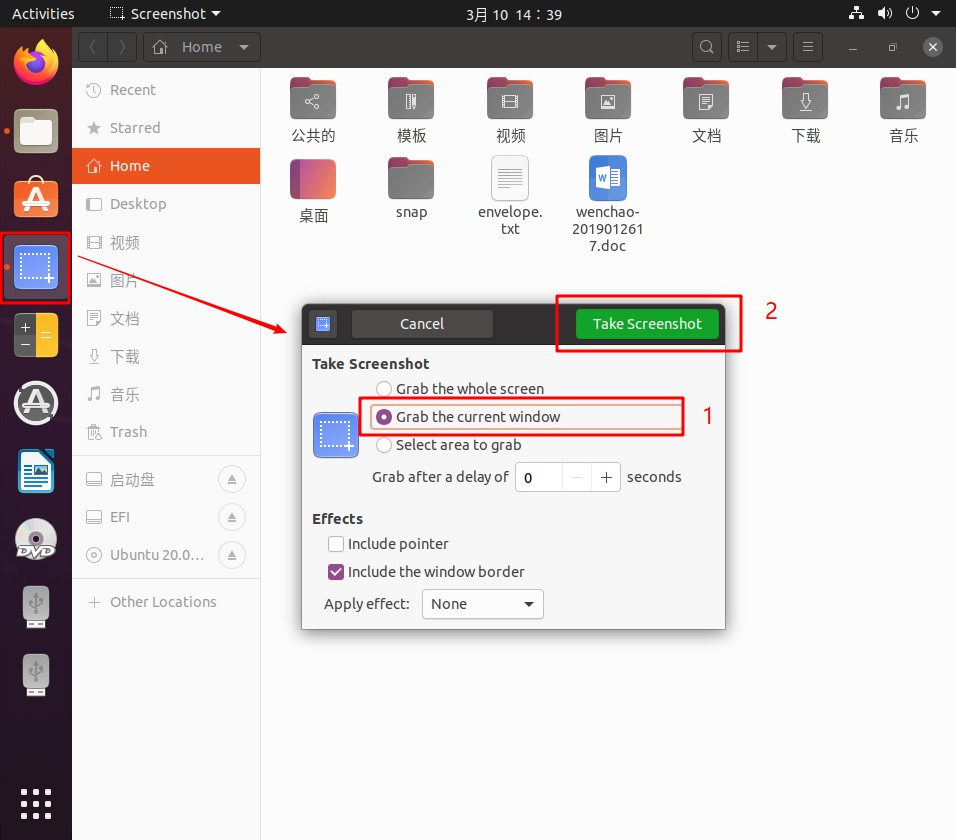 Activities
Screenshot
3月 10 14：39
Home
Recent
Starred
Home
Desktop
视频
图片
文档
下载
音乐
Trash
启动盘
EFI
Ubuntu 20.0...
Other Locations
公共的
模板
视频
图片
文档
下载
音乐
桌面
snap
envelope.
txt
W
wenchao-
201901261
7.doc
DVD
Cancel
Take Screenshot
2
Take Screenshot
Grab the whole screen
Grab the current window
1
Select area to grab
Grab after a delay of 0 − + seconds
Effects
Include pointer
Include the window border
Apply effect: None